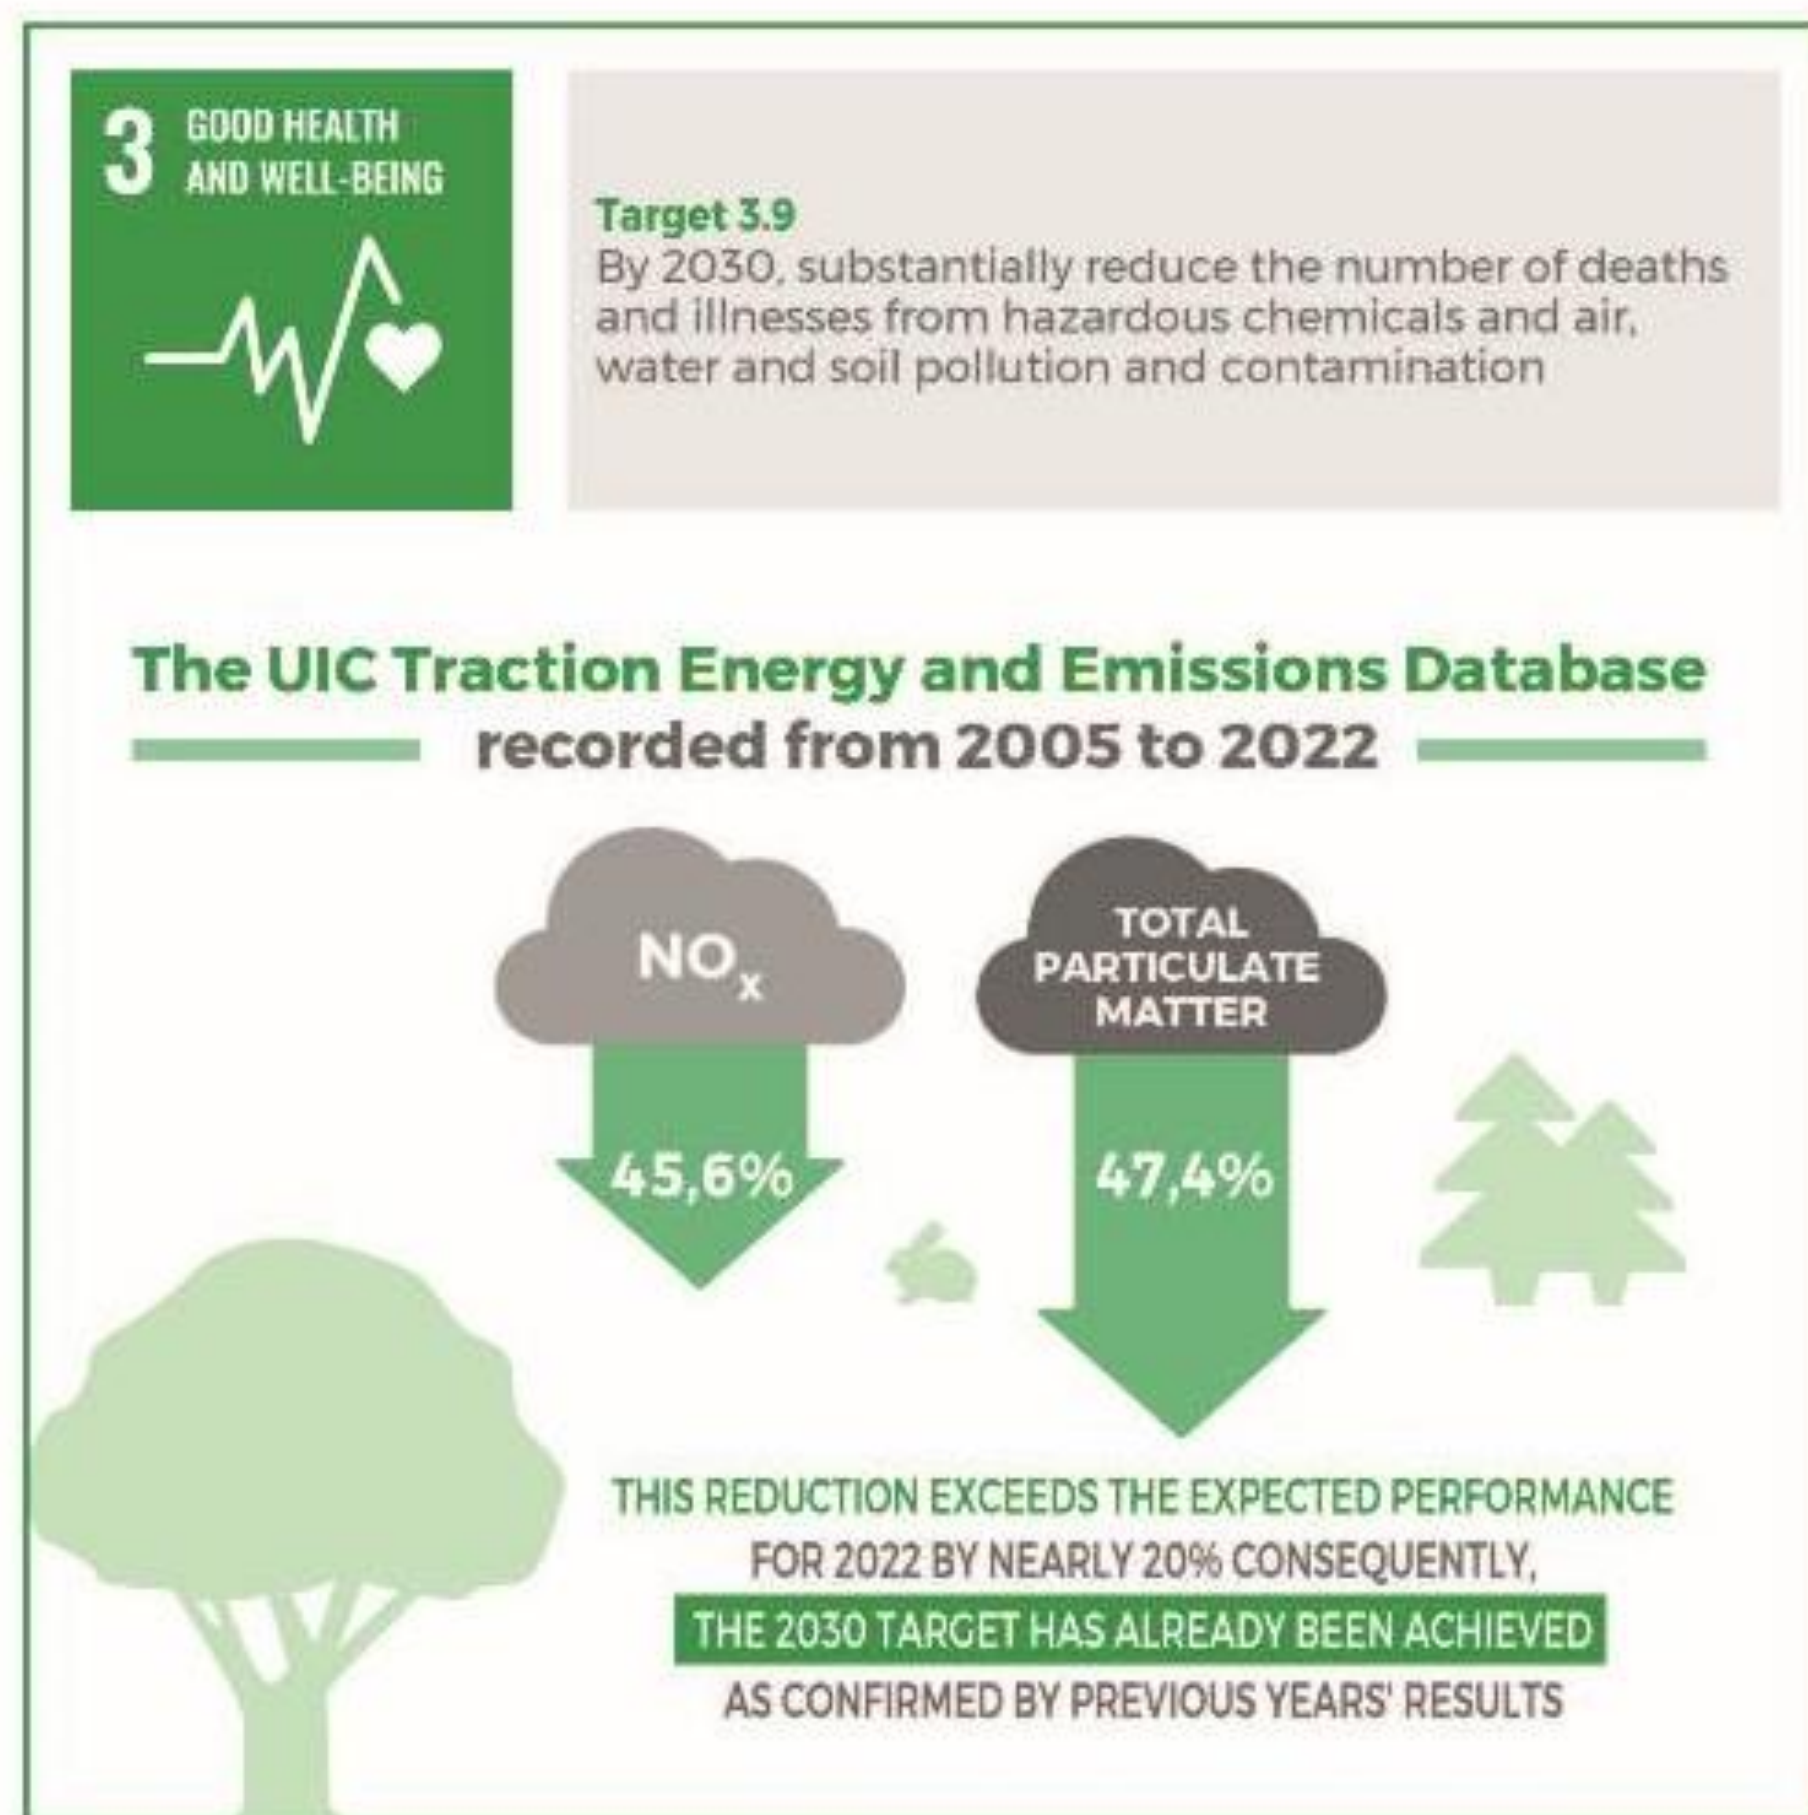 3 GOOD HEALTH
AND WELL-BEING
Target 3.9
By 2030, substantially reduce the number of deaths
and illnesses from hazardous chemicals and air,
water and soil pollution and contamination
The UIC Traction Energy and Emissions Database
recorded from 2005 to 2022
NOx
45,6%
TOTAL
PARTICULATE
MATTER
47,4%
THIS REDUCTION EXCEEDS THE EXPECTED PERFORMANCE
FOR 2022 BY NEARLY 20% CONSEQUENTLY,
THE 2030 TARGET HAS ALREADY BEEN ACHIEVED
AS CONFIRMED BY PREVIOUS YEARS' RESULTS